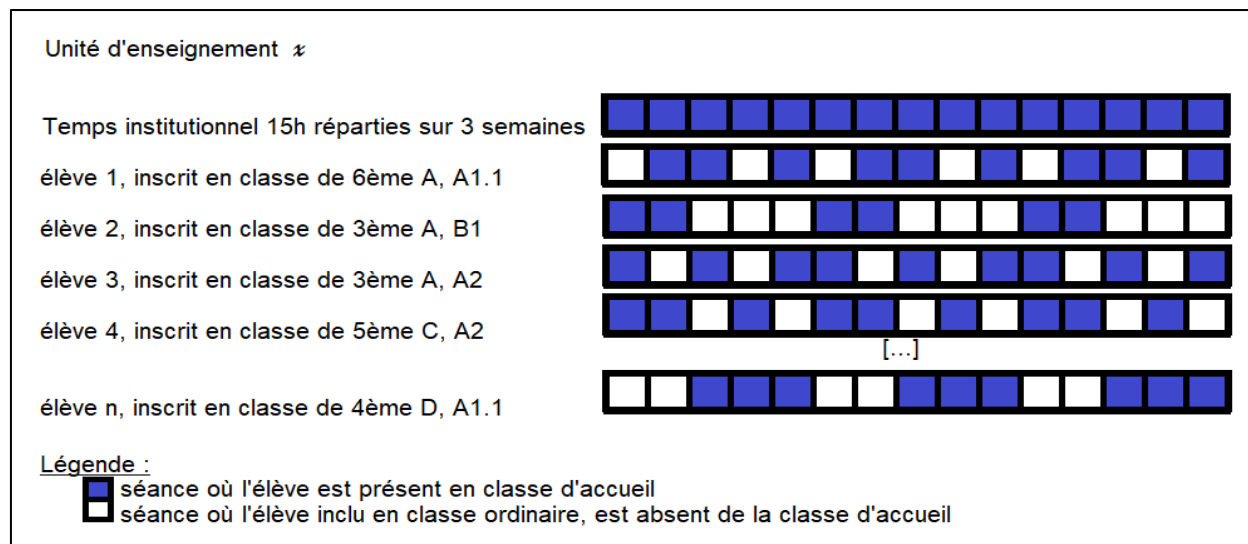 Unité d'enseignement x
Temps institutionnel 15h réparties sur 3 semaines
élève 1, inscrit en classe de 6ème A, A1.1
élève 2, inscrit en classe de 3ème A, B1
élève 3, inscrit en classe de 3ème A, A2
élève 4, inscrit en classe de 5ème C, A2
[...]
élève n, inscrit en classe de 4ème D, A1.1
Légende :
séance où l'élève est présent en classe d'accueil
séance où l'élève inclu en classe ordinaire, est absent de la classe d'accueil